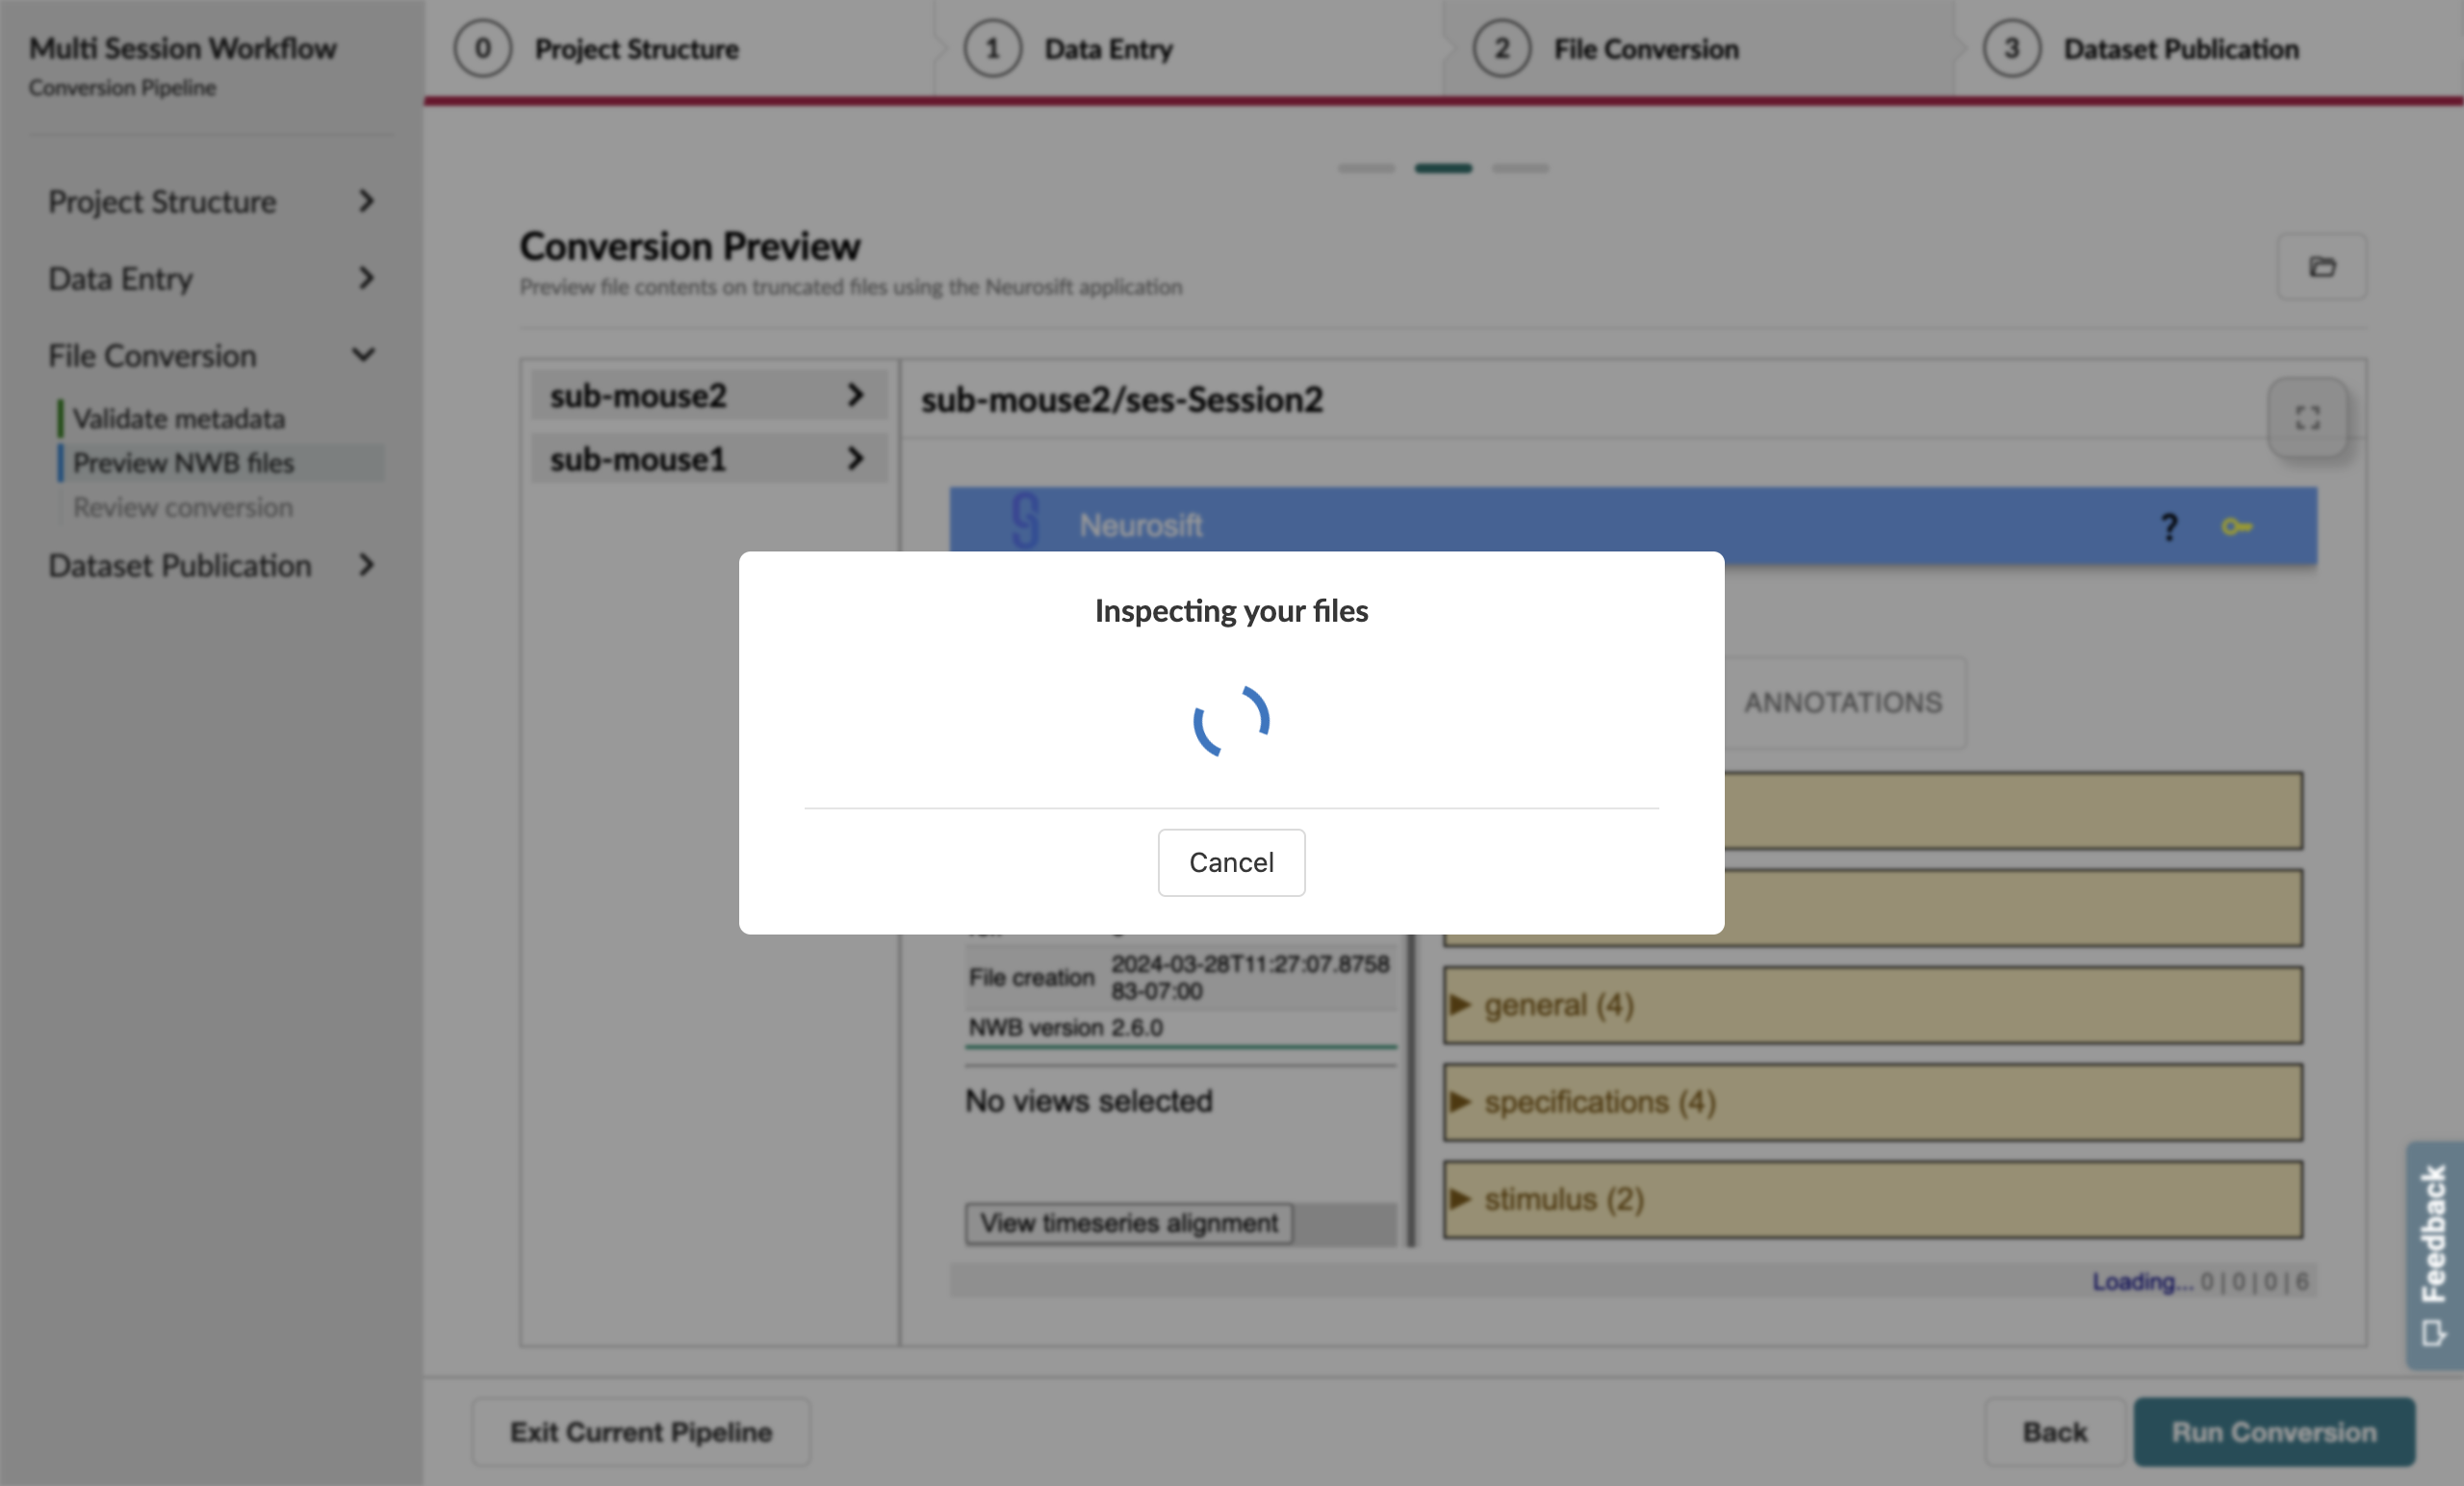 Multi Session Workflow
Conversion Pipeline
Project Structure
Data Entry
File Conversion
Validate metadata
Preview NWB files
Review conversion
Dataset Publication
0 Project Structure
1 Data Entry
2 File Conversion
3 Dataset Publication
Conversion Preview
Preview file contents on truncated files using the Neurosift application
sub-mouse2
sub-mouse1
sub-mouse2/ses-Session2
Neurosift
?
Inspecting your files
Cancel
ANNOTATIONS
File creation 2024-03-28T11:27:07.8758
83-07:00
NWB version 2.6.0
No views selected
View timeseries alignment
general (4)
specifications (4)
stimulus (2)
Loading... 0 | 0 | 0 | 6
Feedback
Exit Current Pipeline
Back
Run Conversion